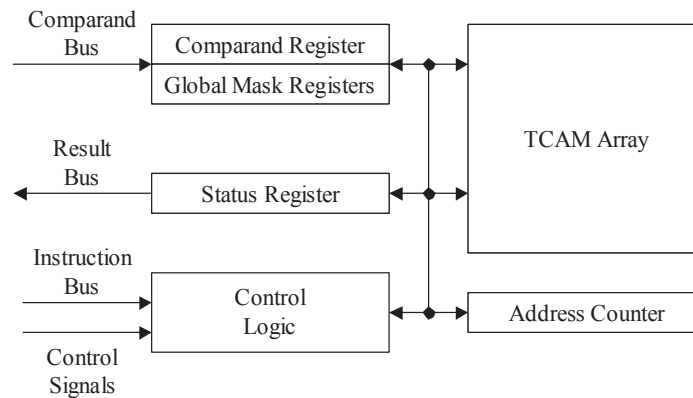 Comparand
Bus
Comparand Register
Global Mask Registers
TCAM Array
Result
Bus
Status Register
Instruction
Bus
Control
Logic
Address Counter
Control
Signals